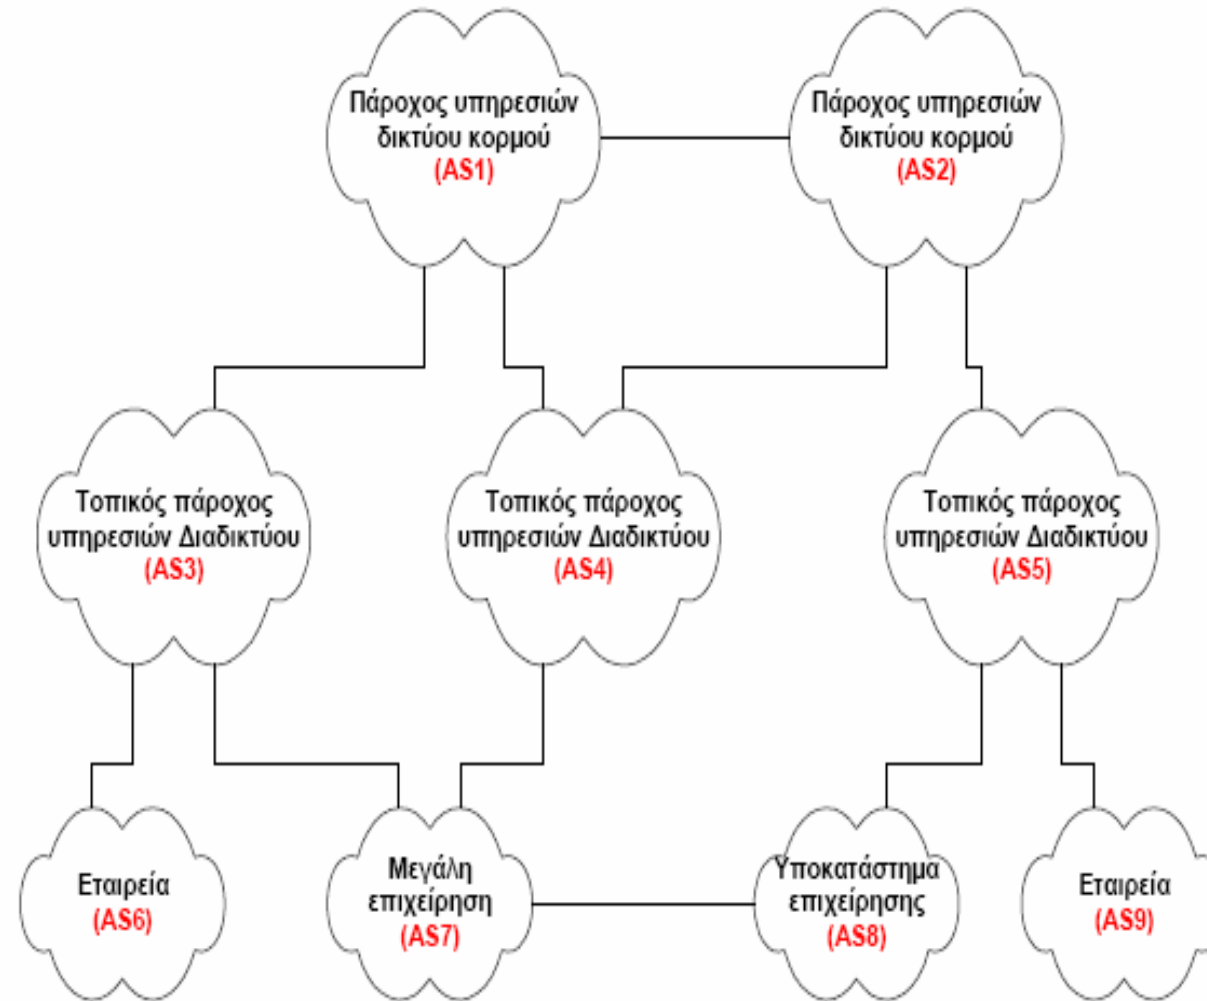 Πάροχος υπηρεσιών
δικτύου κορμού
(AS1)
Πάροχος υπηρεσιών
δικτύου κορμού
(AS2)
Τοπικός πάροχος
υπηρεσιών Διαδικτύου
(AS3)
Τοπικός πάροχος
υπηρεσιών Διαδικτύου
(AS4)
Τοπικός πάροχος
υπηρεσιών Διαδικτύου
(AS5)
Εταιρεία
(AS6)
Μεγάλη
επιχείρηση
(AS7)
Υποκατάστημα
επιχείρησης
(AS8)
Εταιρεία
(AS9)